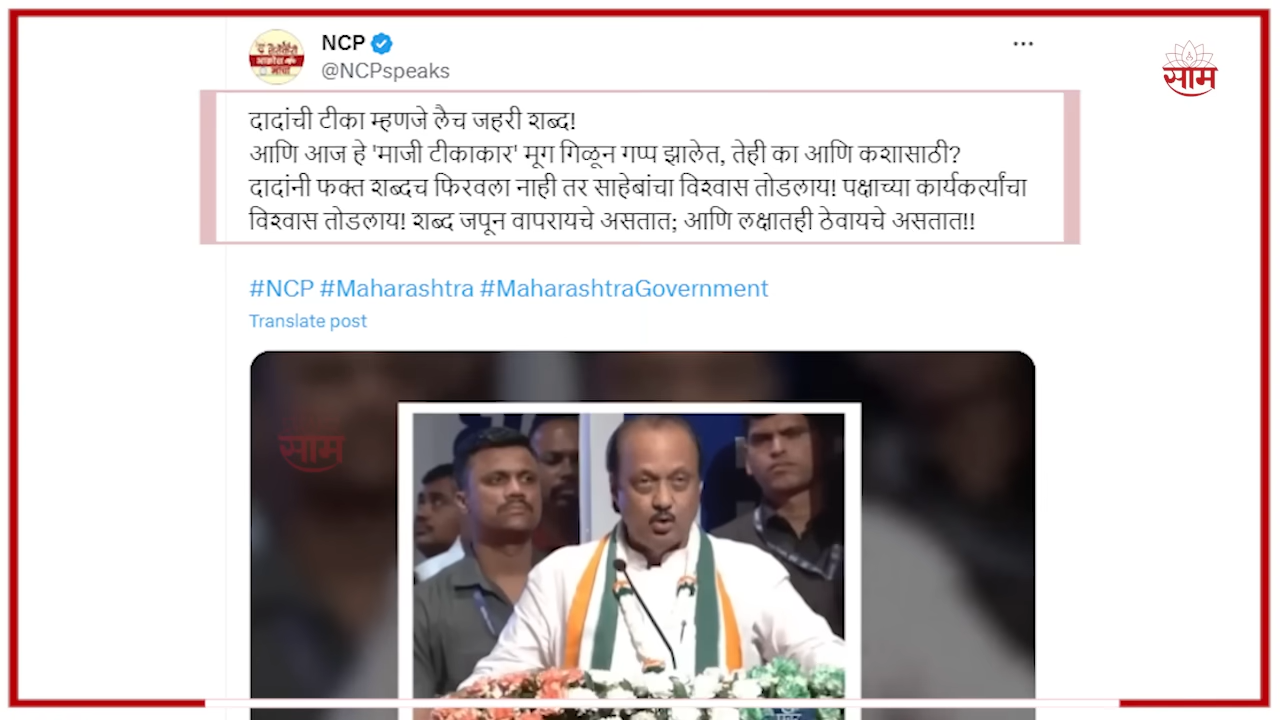 NCP
@NCPspeaks
साम
दादांची टीका म्हणजे लैच जहरी शब्द!
आणि आज हे 'माजी टीकाकार' मूग गिळून गप्प झालेत, तेही का आणि कशासाठी?
दादांनी फक्त शब्दच फिरवला नाही तर साहेबांचा विश्वास तोडलाय! पक्षाच्या कार्यकर्त्यांचा
विश्वास तोडलाय! शब्द जपून वापरायचे असतात; आणि लक्षातही ठेवायचे असतात!!
#NCP #Maharashtra #MaharashtraGovernment
Translate post
साम